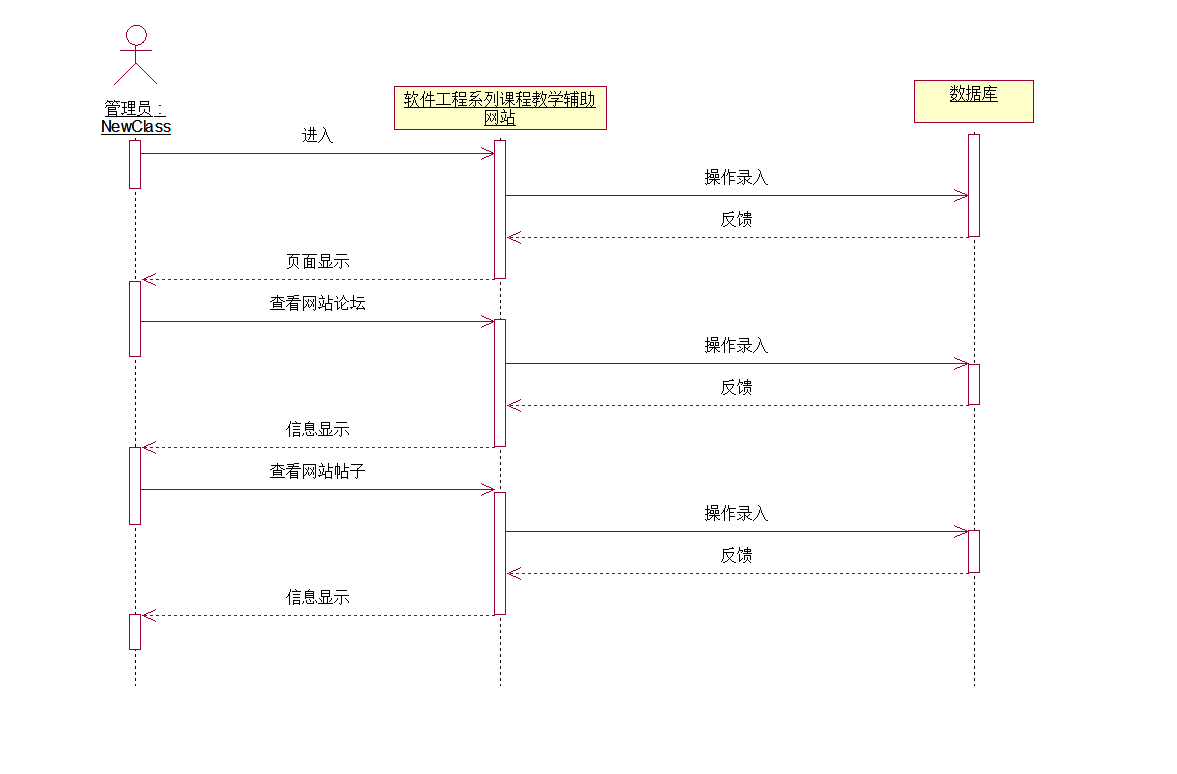 管理员：
NewClass
软件工程系列课程教学辅助
网站
数据库
进入
操作录入
反馈
页面显示
查看网站论坛
操作录入
反馈
信息显示
查看网站帖子
操作录入
反馈
信息显示